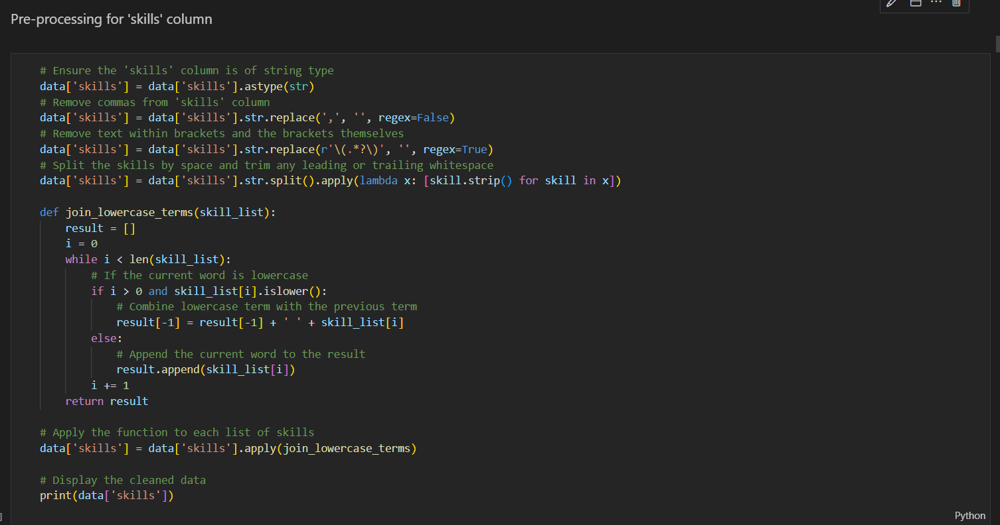 Pre-processing for 'skills' column
# Ensure the 'skills' column is of string type
data['skills'] = data['skills'].astype(str)
# Remove commas from 'skills' column
data['skills'] = data['skills'].str.replace(',', '', regex=False)
# Remove text within brackets and the brackets themselves
data['skills'] = data['skills'].str.replace(r'\(.*?\)', '', regex=True)
# Split the skills by space and trim any leading or trailing whitespace
data['skills'] = data['skills'].str.split().apply(lambda x: [skill.strip() for skill in x])

def join_lowercase_terms(skill_list):
    result = []
    i = 0
    while i < len(skill_list):
        # If the current word is lowercase
        if i > 0 and skill_list[i].islower():
            # Combine lowercase term with the previous term
            result[-1] = result[-1] + ' ' + skill_list[i]
        else:
            # Append the current word to the result
            result.append(skill_list[i])
        i += 1
    return result

# Apply the function to each list of skills
data['skills'] = data['skills'].apply(join_lowercase_terms)

# Display the cleaned data
print(data['skills'])
]
Python